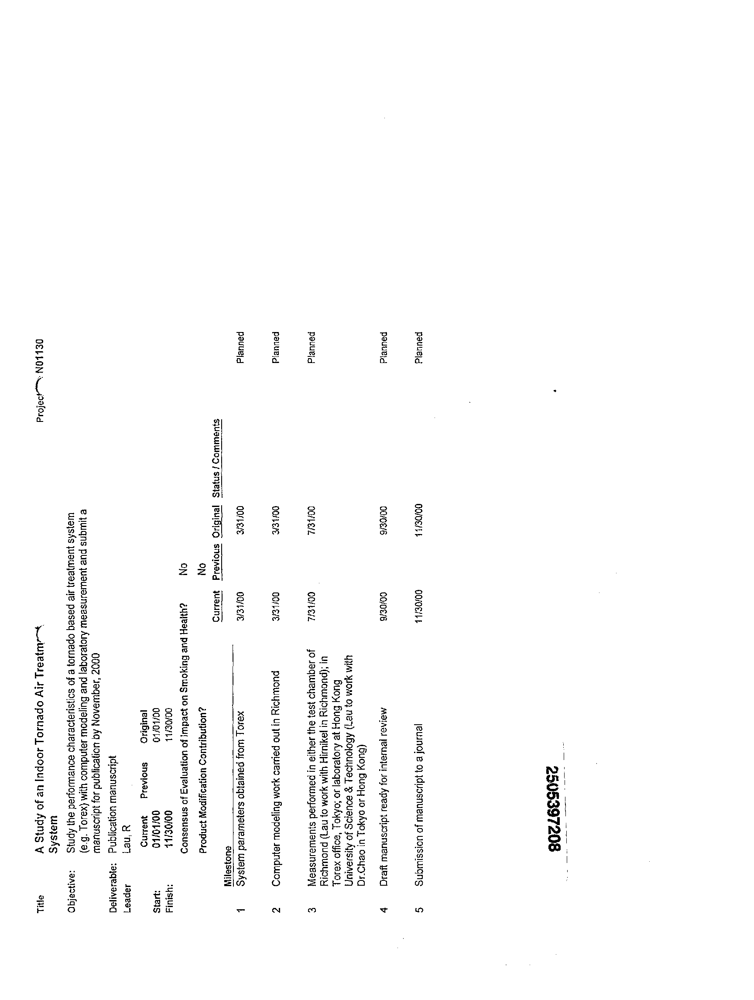 Title A Study of an Indoor Tornado Air Treatm Project N01130
System
Objective: Study the performance characteristics of a tornado based air treatment system
(e.g. Torex) with computer modeling and laboratory measurement and submit a
manuscript for publication by November, 2000
Deliverable: Publication manuscript
Leader Lau, R
Current Previous Original
Start: 01/01/00 01/01/00
Finish: 11/30/00 11/30/00
Consensus of Evaluation of Impact on Smoking and Health? No
Product Modification Contribution? No
Milestone Current Previous Original Status / Comments
1 System parameters obtained from Torex 3/31/00 3/31/00 Planned
2 Computer modeling work carried out in Richmond 3/31/00 3/31/00 Planned
3 Measurements performed in either the test chamber of 7/31/00 7/31/00 Planned
Richmond (Lau to work with Hirnikel in Richmond); in
Torex office, Tokyo; or laboratory at Hong Kong
University of Science & Technology (Lau to work with
Dr.Chao in Tokyo or Hong Kong)
4 Draft manuscript ready for internal review 9/30/00 9/30/00 Planned
5 Submission of manuscript to a journal 11/30/00 11/30/00 Planned
2505397208